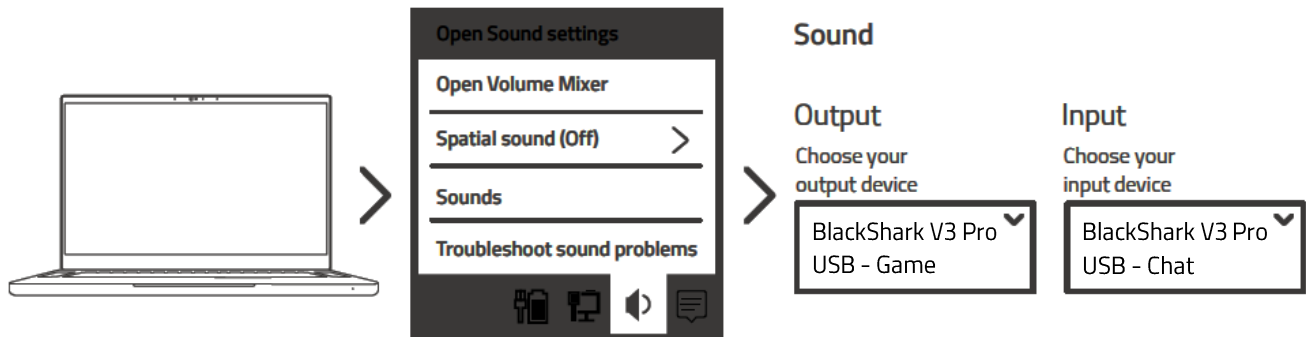 Open Sound settings
Open Volume Mixer
Spatial sound (Off)
Sounds
Troubleshoot sound problems
Sound
Output
Choose your
output device
BlackShark V3 Pro
USB - Game
Input
Choose your
input device
BlackShark V3 Pro
USB - Chat